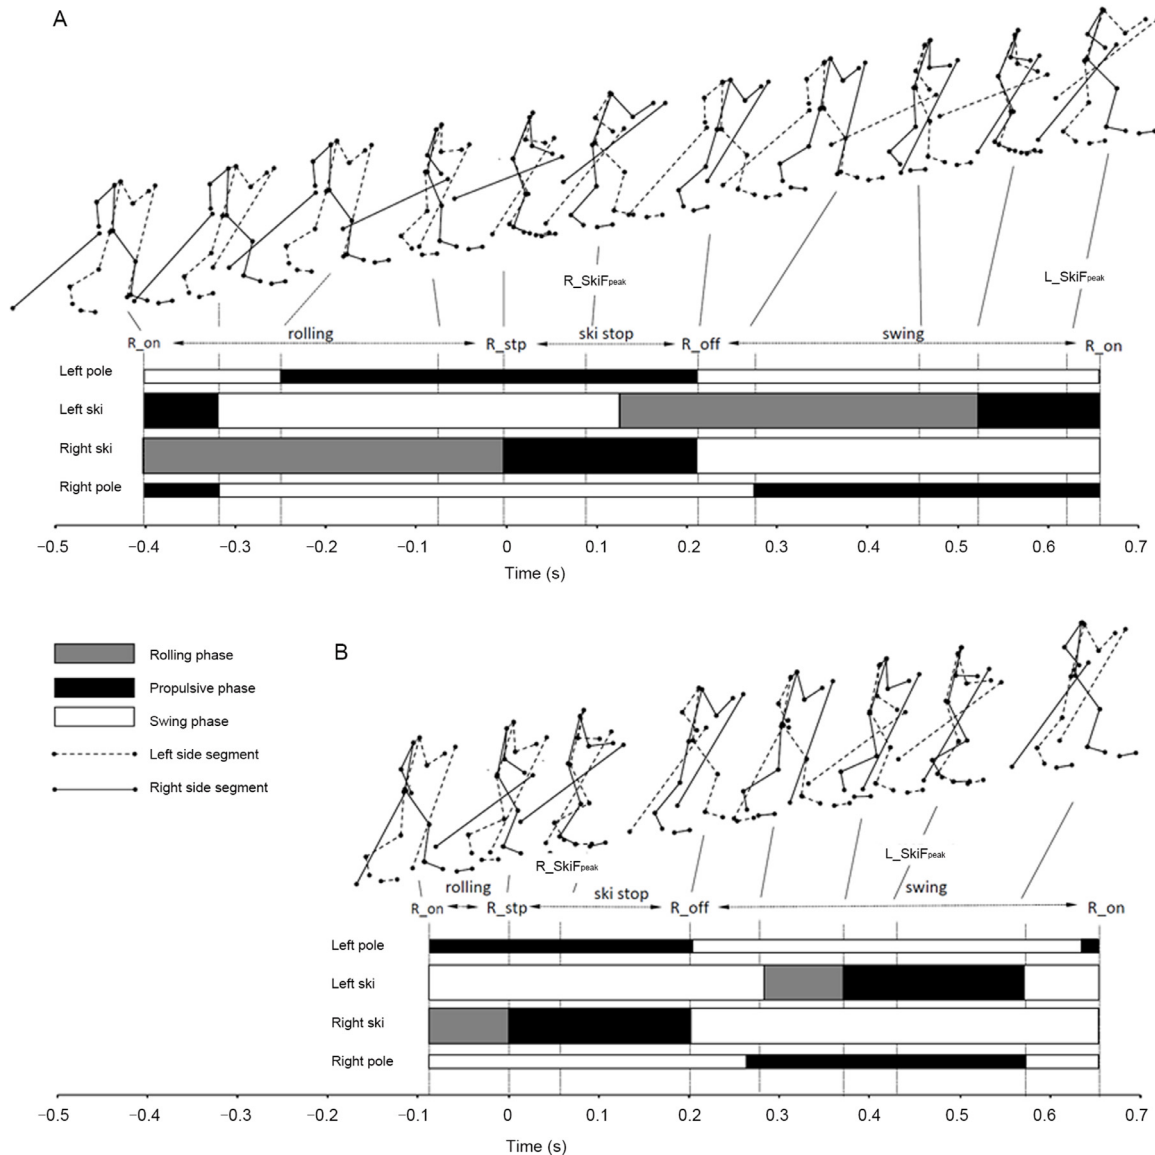 A
R_SkiFpeak
L_SkiFpeak
rolling
ski stop
swing
R_on
R_stp
R_off
R_on
Left pole
Left ski
Right ski
Right pole
−0.5 −0.4 −0.3 −0.2 −0.1 0 0.1 0.2 0.3 0.4 0.5 0.6 0.7
Time (s)
Rolling phase
Propulsive phase
Swing phase
Left side segment
Right side segment
B
R_SkiFpeak
L_SkiFpeak
rolling
ski stop
swing
R_on
R_stp
R_off
R_on
Left pole
Left ski
Right ski
Right pole
−0.5 −0.4 −0.3 −0.2 −0.1 0 0.1 0.2 0.3 0.4 0.5 0.6 0.7
Time (s)